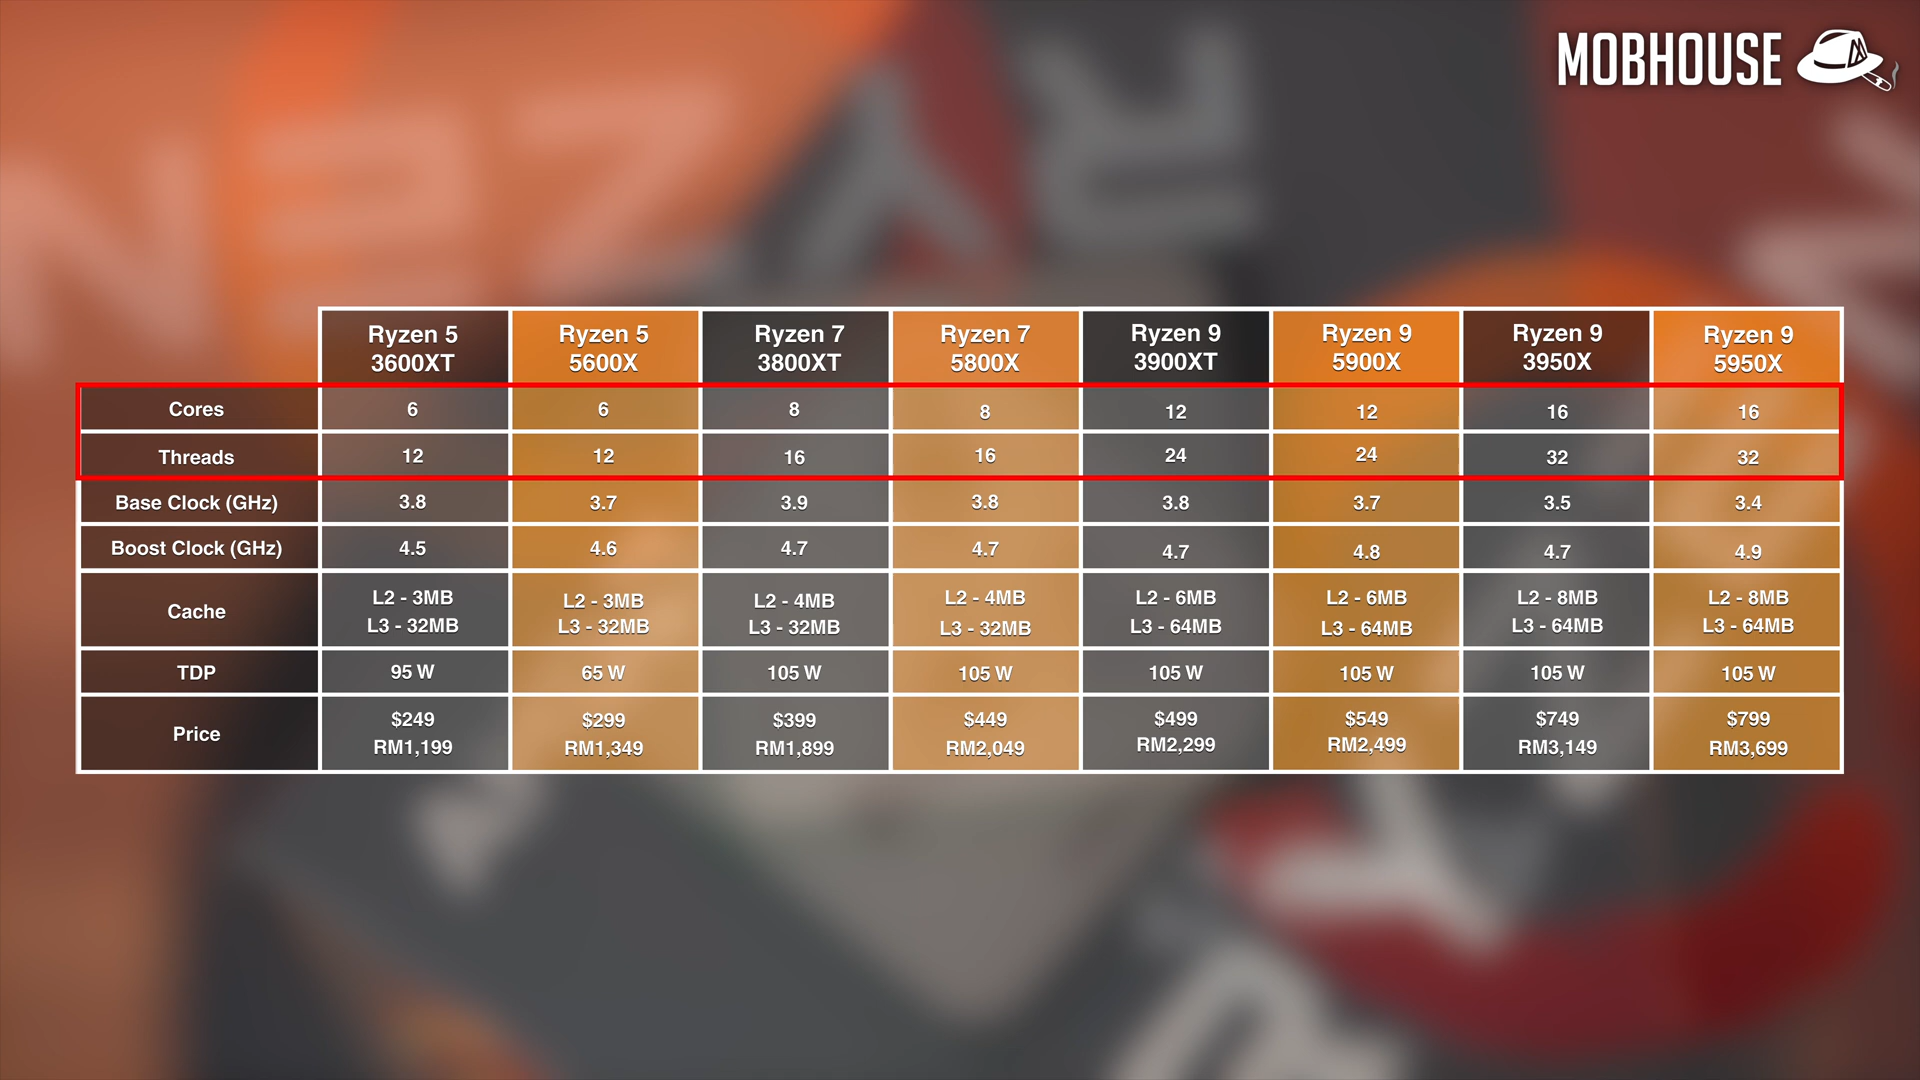 MOBHOUSE
Ryzen 5 Ryzen 5 Ryzen 7 Ryzen 7 Ryzen 9 Ryzen 9 Ryzen 9 Ryzen 9
3600XT 5600X 3800XT 5800X 3900XT 5900X 3950X 5950X
Cores 6 6 8 8 12 12 16 16
Threads 12 12 16 16 24 24 32 32
Base Clock (GHz) 3.8 3.7 3.9 3.8 3.8 3.7 3.5 3.4
Boost Clock (GHz) 4.5 4.6 4.7 4.7 4.7 4.8 4.7 4.9
Cache
L2 - 3MB L2 - 3MB L2 - 4MB L2 - 4MB L2 - 6MB L2 - 6MB L2 - 8MB L2 - 8MB
L3 - 32MB L3 - 32MB L3 - 32MB L3 - 32MB L3 - 64MB L3 - 64MB L3 - 64MB L3 - 64MB
TDP 95 W 65 W 105 W 105 W 105 W 105 W 105 W 105 W
Price
$249 $299 $399 $449 $499 $549 $749 $799
RM1,199 RM1,349 RM1,899 RM2,049 RM2,299 RM2,499 RM3,149 RM3,699